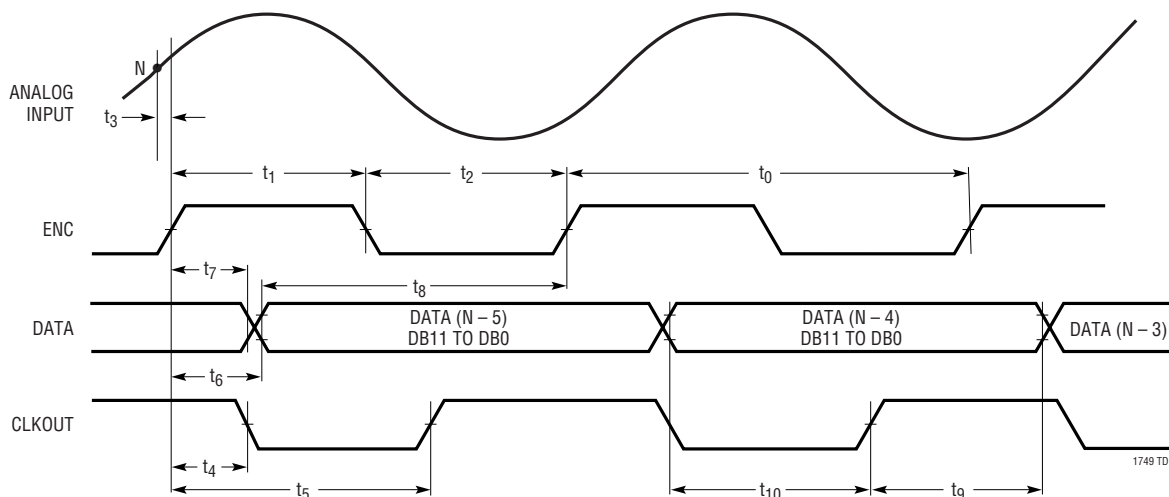 N
ANALOG
INPUT
t3
t1
t2
t0
ENC
t7
t8
DATA
DATA (N – 5)
DB11 TO DB0
DATA (N – 4)
DB11 TO DB0
DATA (N – 3)
t6
CLKOUT
t4
t5
t10
t9
1749 TD